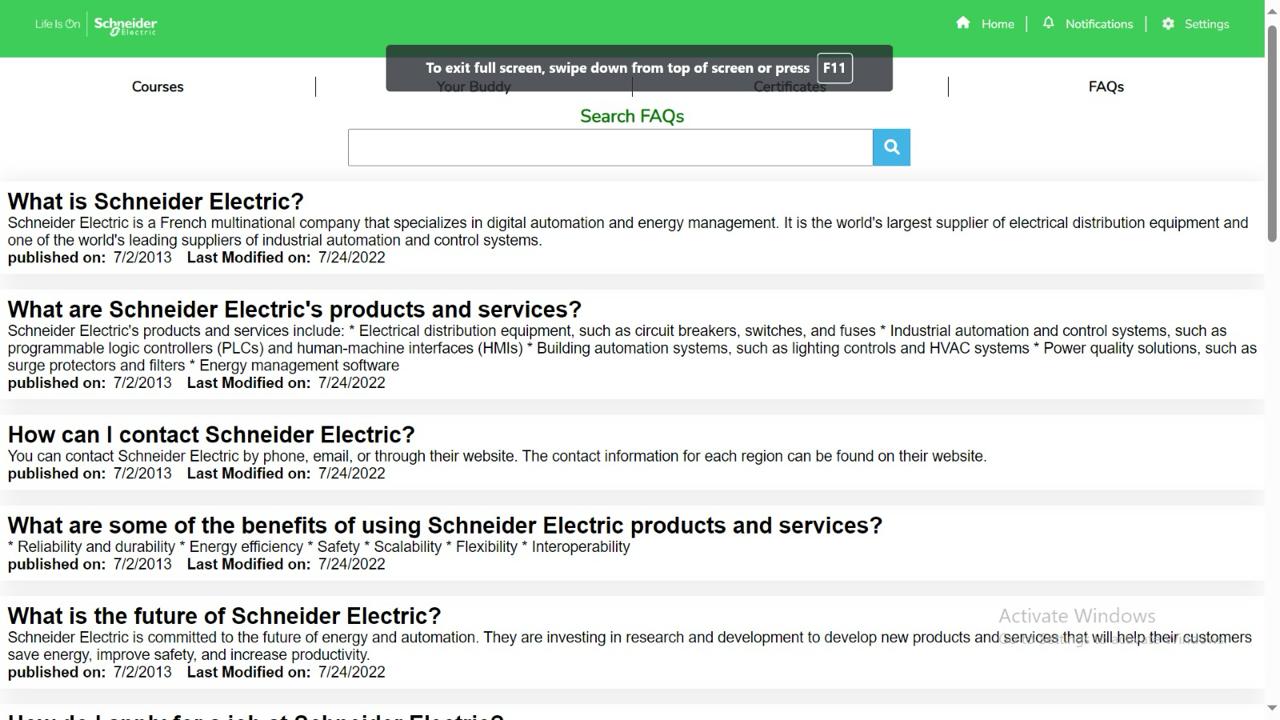 Life Is On | Schneider Electric
Home | Notifications | Settings
To exit full screen, swipe down from top of screen or press F11
Courses | Your Buddy | Certificates | FAQs
Search FAQs
What is Schneider Electric?
Schneider Electric is a French multinational company that specializes in digital automation and energy management. It is the world's largest supplier of electrical distribution equipment and
one of the world's leading suppliers of industrial automation and control systems.
published on: 7/2/2013 Last Modified on: 7/24/2022
What are Schneider Electric's products and services?
Schneider Electric's products and services include: * Electrical distribution equipment, such as circuit breakers, switches, and fuses * Industrial automation and control systems, such as
programmable logic controllers (PLCs) and human-machine interfaces (HMIs) * Building automation systems, such as lighting controls and HVAC systems * Power quality solutions, such as
surge protectors and filters * Energy management software
published on: 7/2/2013 Last Modified on: 7/24/2022
How can I contact Schneider Electric?
You can contact Schneider Electric by phone, email, or through their website. The contact information for each region can be found on their website.
published on: 7/2/2013 Last Modified on: 7/24/2022
What are some of the benefits of using Schneider Electric products and services?
* Reliability and durability * Energy efficiency * Safety * Scalability * Flexibility * Interoperability
published on: 7/2/2013 Last Modified on: 7/24/2022
What is the future of Schneider Electric?
Activate Windows
Schneider Electric is committed to the future of energy and automation. They are investing in research and development to develop new products and services that will help their customers
save energy, improve safety, and increase productivity.
published on: 7/2/2013 Last Modified on: 7/24/2022
How do I apply for a job at Schneider Electric?